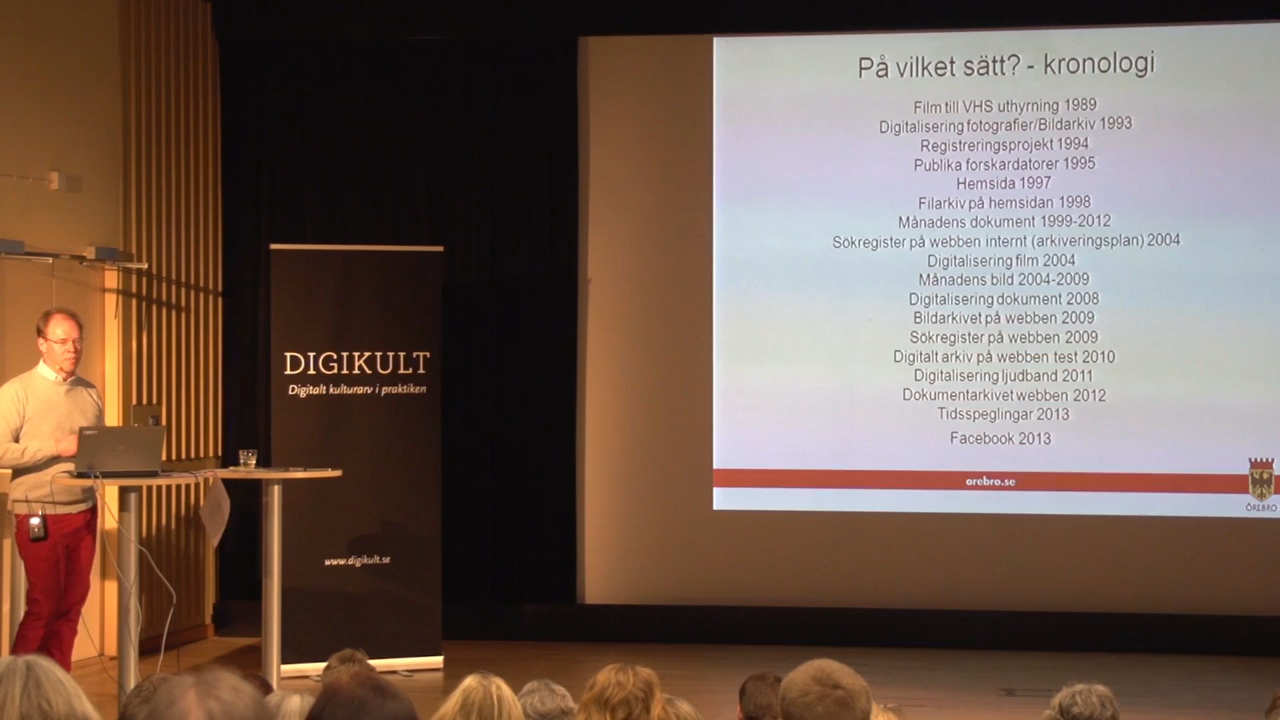 På vilket sätt? - kronologi
Film till VHS uthyrning 1989
Digitalisering fotografier/Bildarkiv 1993
Registreringsprojekt 1994
Publika forskardatorer 1995
Hemsida 1997
Filarkiv på hemsidan 1998
Månadens dokument 1999-2012
Sökregister på webben internt (arkiveringsplan) 2004
Digitalisering film 2004
Månadens bild 2004-2009
Digitalisering dokument 2008
Bildarkivet på webben 2009
Sökregister på webben 2009
Digitalt arkiv på webben test 2010
Digitalisering ljudband 2011
Dokumentarkivet webben 2012
Tidsspeglingar 2013
Facebook 2013
orebro.se
ÖREBRO
DIGIKULT
Digitalt kulturarv i praktiken
www.digikult.se